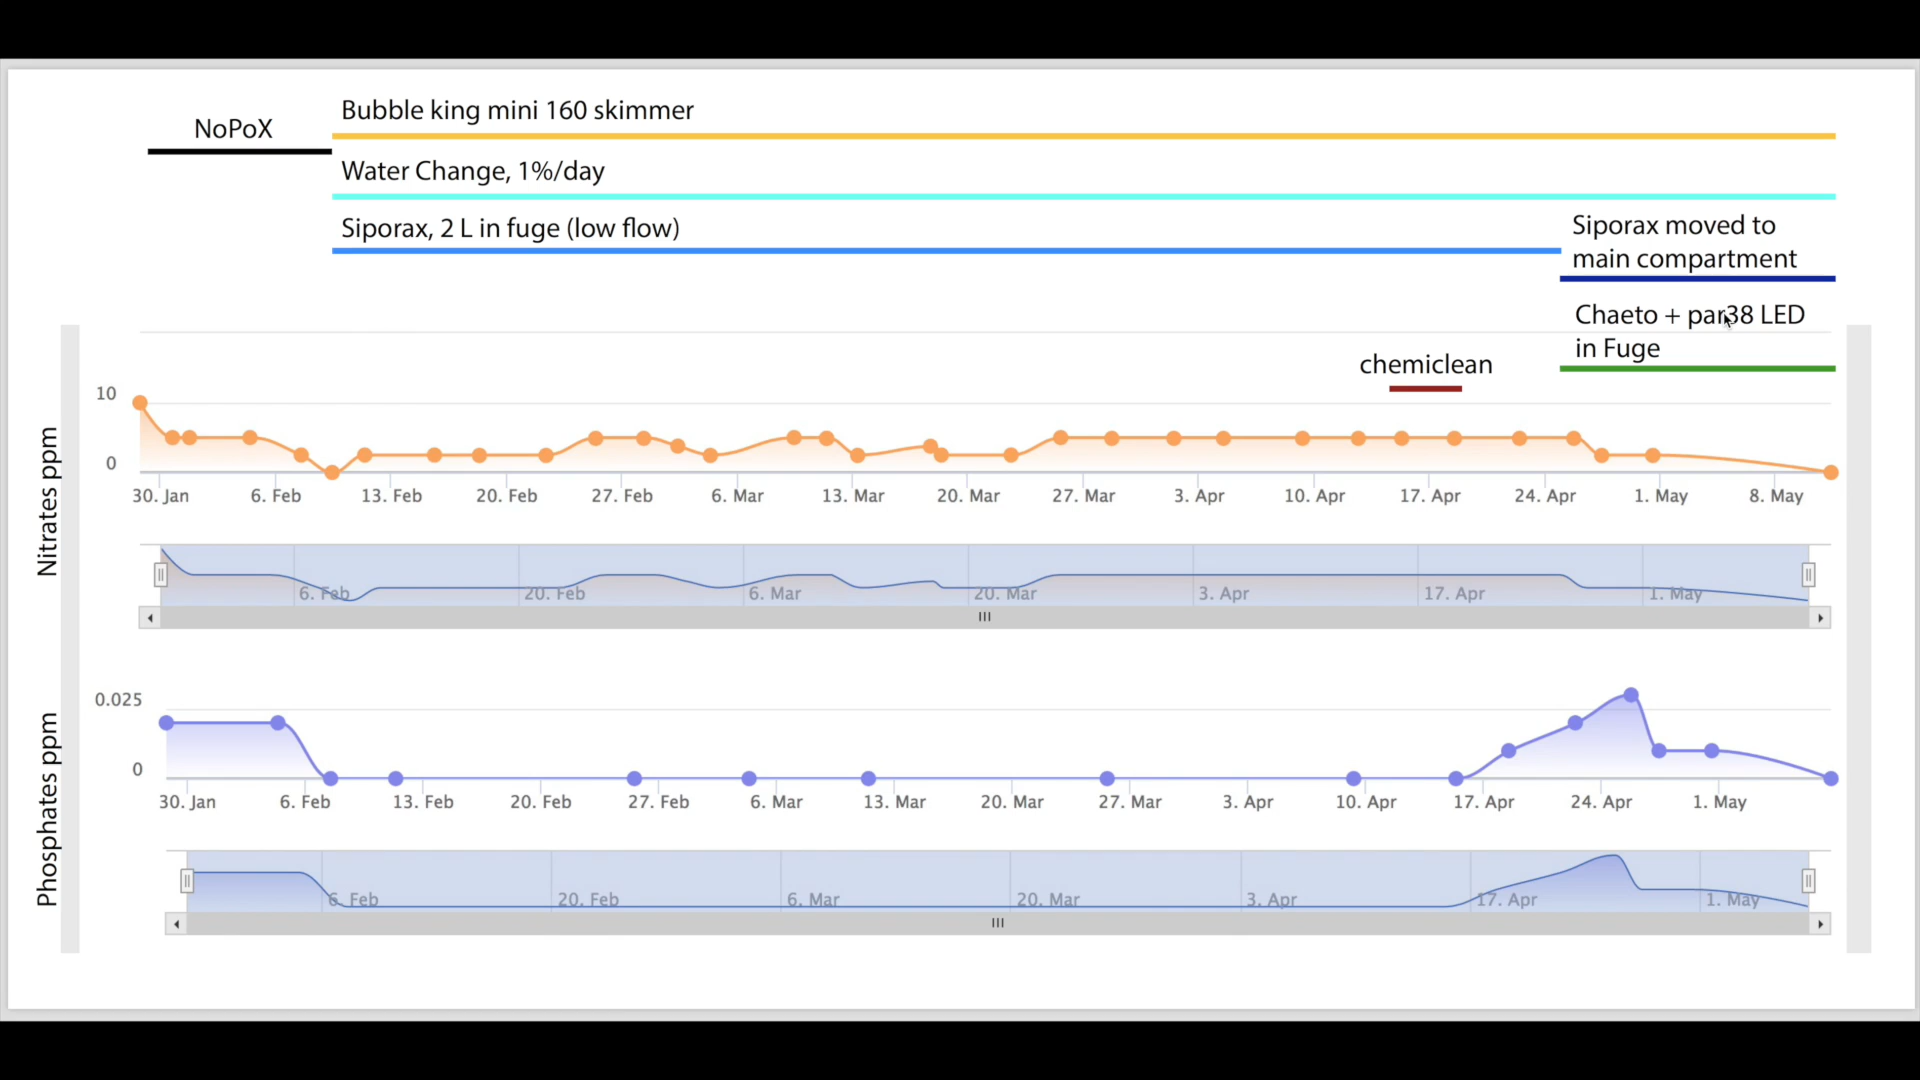 Bubble king mini 160 skimmer
NoPoX
Water Change, 1%/day
Siporax, 2 L in fuge (low flow)
Siporax moved to
main compartment
Chaeto + par38 LED
in Fuge
chemiclean
Nitrates ppm
10
0
30. Jan 6. Feb 13. Feb 20. Feb 27. Feb 6. Mar 13. Mar 20. Mar 27. Mar 3. Apr 10. Apr 17. Apr 24. Apr 1. May 8. May
6. Feb 20. Feb 6. Mar 20. Mar 3. Apr 17. Apr 1. May
Phosphates ppm
0.025
0
30. Jan 6. Feb 13. Feb 20. Feb 27. Feb 6. Mar 13. Mar 20. Mar 27. Mar 3. Apr 10. Apr 17. Apr 24. Apr 1. May
6. Feb 20. Feb 6. Mar 20. Mar 3. Apr 17. Apr 1. May